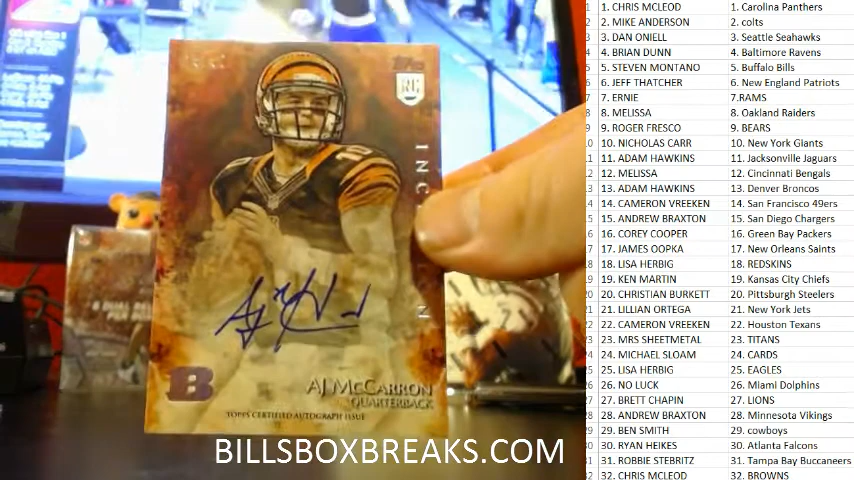 RC
AJ McCARRON
QUARTERBACK
TOPPS CERTIFIED AUTOGRAPH ISSUE
B
BILLSBOXBREAKS.COM
1. CHRIS MCLEOD 1. Carolina Panthers
2. MIKE ANDERSON 2. colts
3. DAN ONIELL 3. Seattle Seahawks
4. BRIAN DUNN 4. Baltimore Ravens
5. STEVEN MONTANO 5. Buffalo Bills
6. JEFF THATCHER 6. New England Patriots
7. ERNIE 7.RAMS
8. MELISSA 8. Oakland Raiders
9. ROGER FRESCO 9. BEARS
10. NICHOLAS CARR 10. New York Giants
11. ADAM HAWKINS 11. Jacksonville Jaguars
12. MELISSA 12. Cincinnati Bengals
13. ADAM HAWKINS 13. Denver Broncos
14. CAMERON VREEKEN 14. San Francisco 49ers
15. ANDREW BRAXTON 15. San Diego Chargers
16. COREY COOPER 16. Green Bay Packers
17. JAMES OOPKA 17. New Orleans Saints
18. LISA HERBIG 18. REDSKINS
19. KEN MARTIN 19. Kansas City Chiefs
20. CHRISTIAN BURKETT 20. Pittsburgh Steelers
21. LILLIAN ORTEGA 21. New York Jets
22. CAMERON VREEKEN 22. Houston Texans
23. MRS SHEETMETAL 23. TITANS
24. MICHAEL SLOAM 24. CARDS
25. LISA HERBIG 25. EAGLES
26. NO LUCK 26. Miami Dolphins
27. BRETT CHAPIN 27. LIONS
28. ANDREW BRAXTON 28. Minnesota Vikings
29. BEN SMITH 29. cowboys
30. RYAN HEIKES 30. Atlanta Falcons
31. ROBBIE STEBRITZ 31. Tampa Bay Buccaneers
32. CHRIS MCLEOD 32. BROWNS